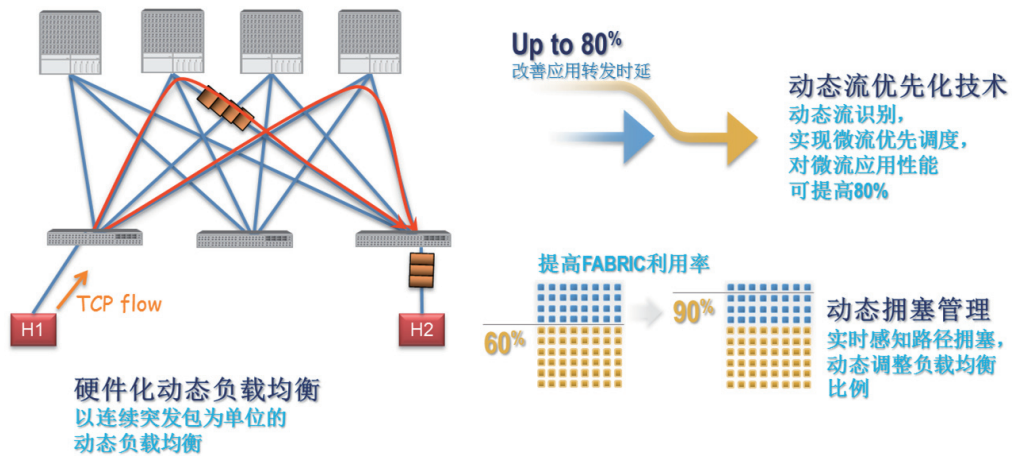 TCP flow
H1
H2
硬件化动态负载均衡
以连续突发包为单位的
动态负载均衡
Up to 80%
改善应用转发时延
动态流优先化技术
动态流识别，
实现微流优先调度，
对微流应用性能
可提高80%
提高FABRIC利用率
60%
90%
动态拥塞管理
实时感知路径拥塞，
动态调整负载均衡
比例